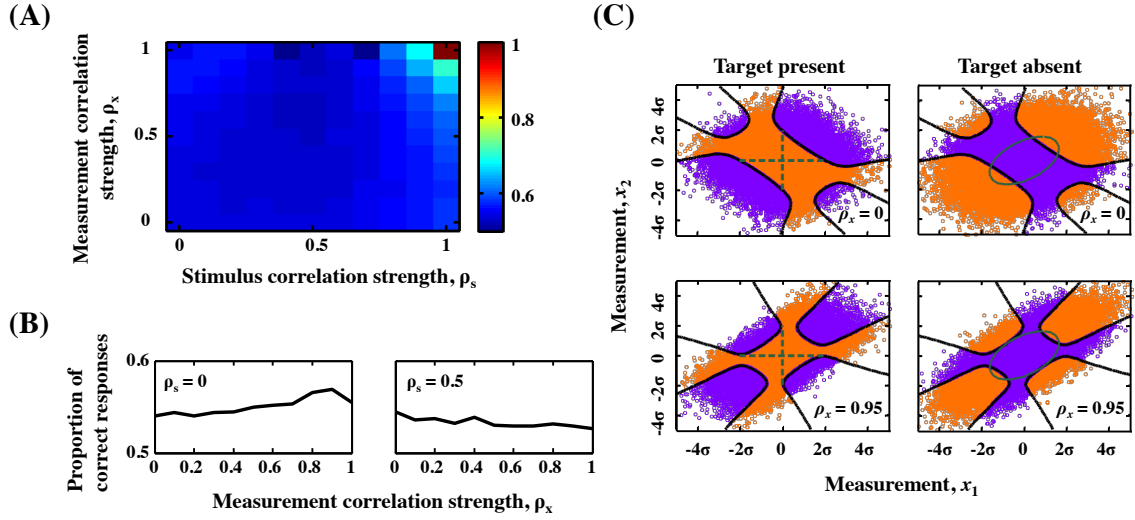 (A)
Measurement correlation
strength, ρx
1
0.5
0
0
0.5
1
Stimulus correlation strength, ρs
1
0.8
0.6
(B)
Proportion of
correct responses
0.6
0.5
ρs = 0
0
0.2
0.4
0.6
0.8
1
ρs = 0.5
0
0.2
0.4
0.6
0.8
1
Measurement correlation strength, ρx
(C)
Target present
Target absent
Measurement, x2
4σ
2σ
0
-2σ
-4σ
ρx = 0
ρx = 0
4σ
2σ
0
-2σ
-4σ
ρx = 0.95
ρx = 0.95
-4σ
-2σ
0
2σ
4σ
-4σ
-2σ
0
2σ
4σ
Measurement, x1